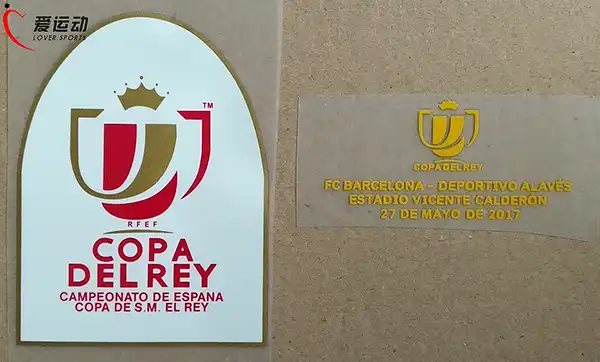 爱运动
LOVER SPORTS
TM
RFEF
COPA
DEL REY
CAMPEONATO DE ESPANA
COPA DE S.M. EL REY
COPA DEL REY
FC BARCELONA - DEPORTIVO ALAVÉS
ESTADIO VICENTE CALDERÓN
27 DE MAYO DE 2017